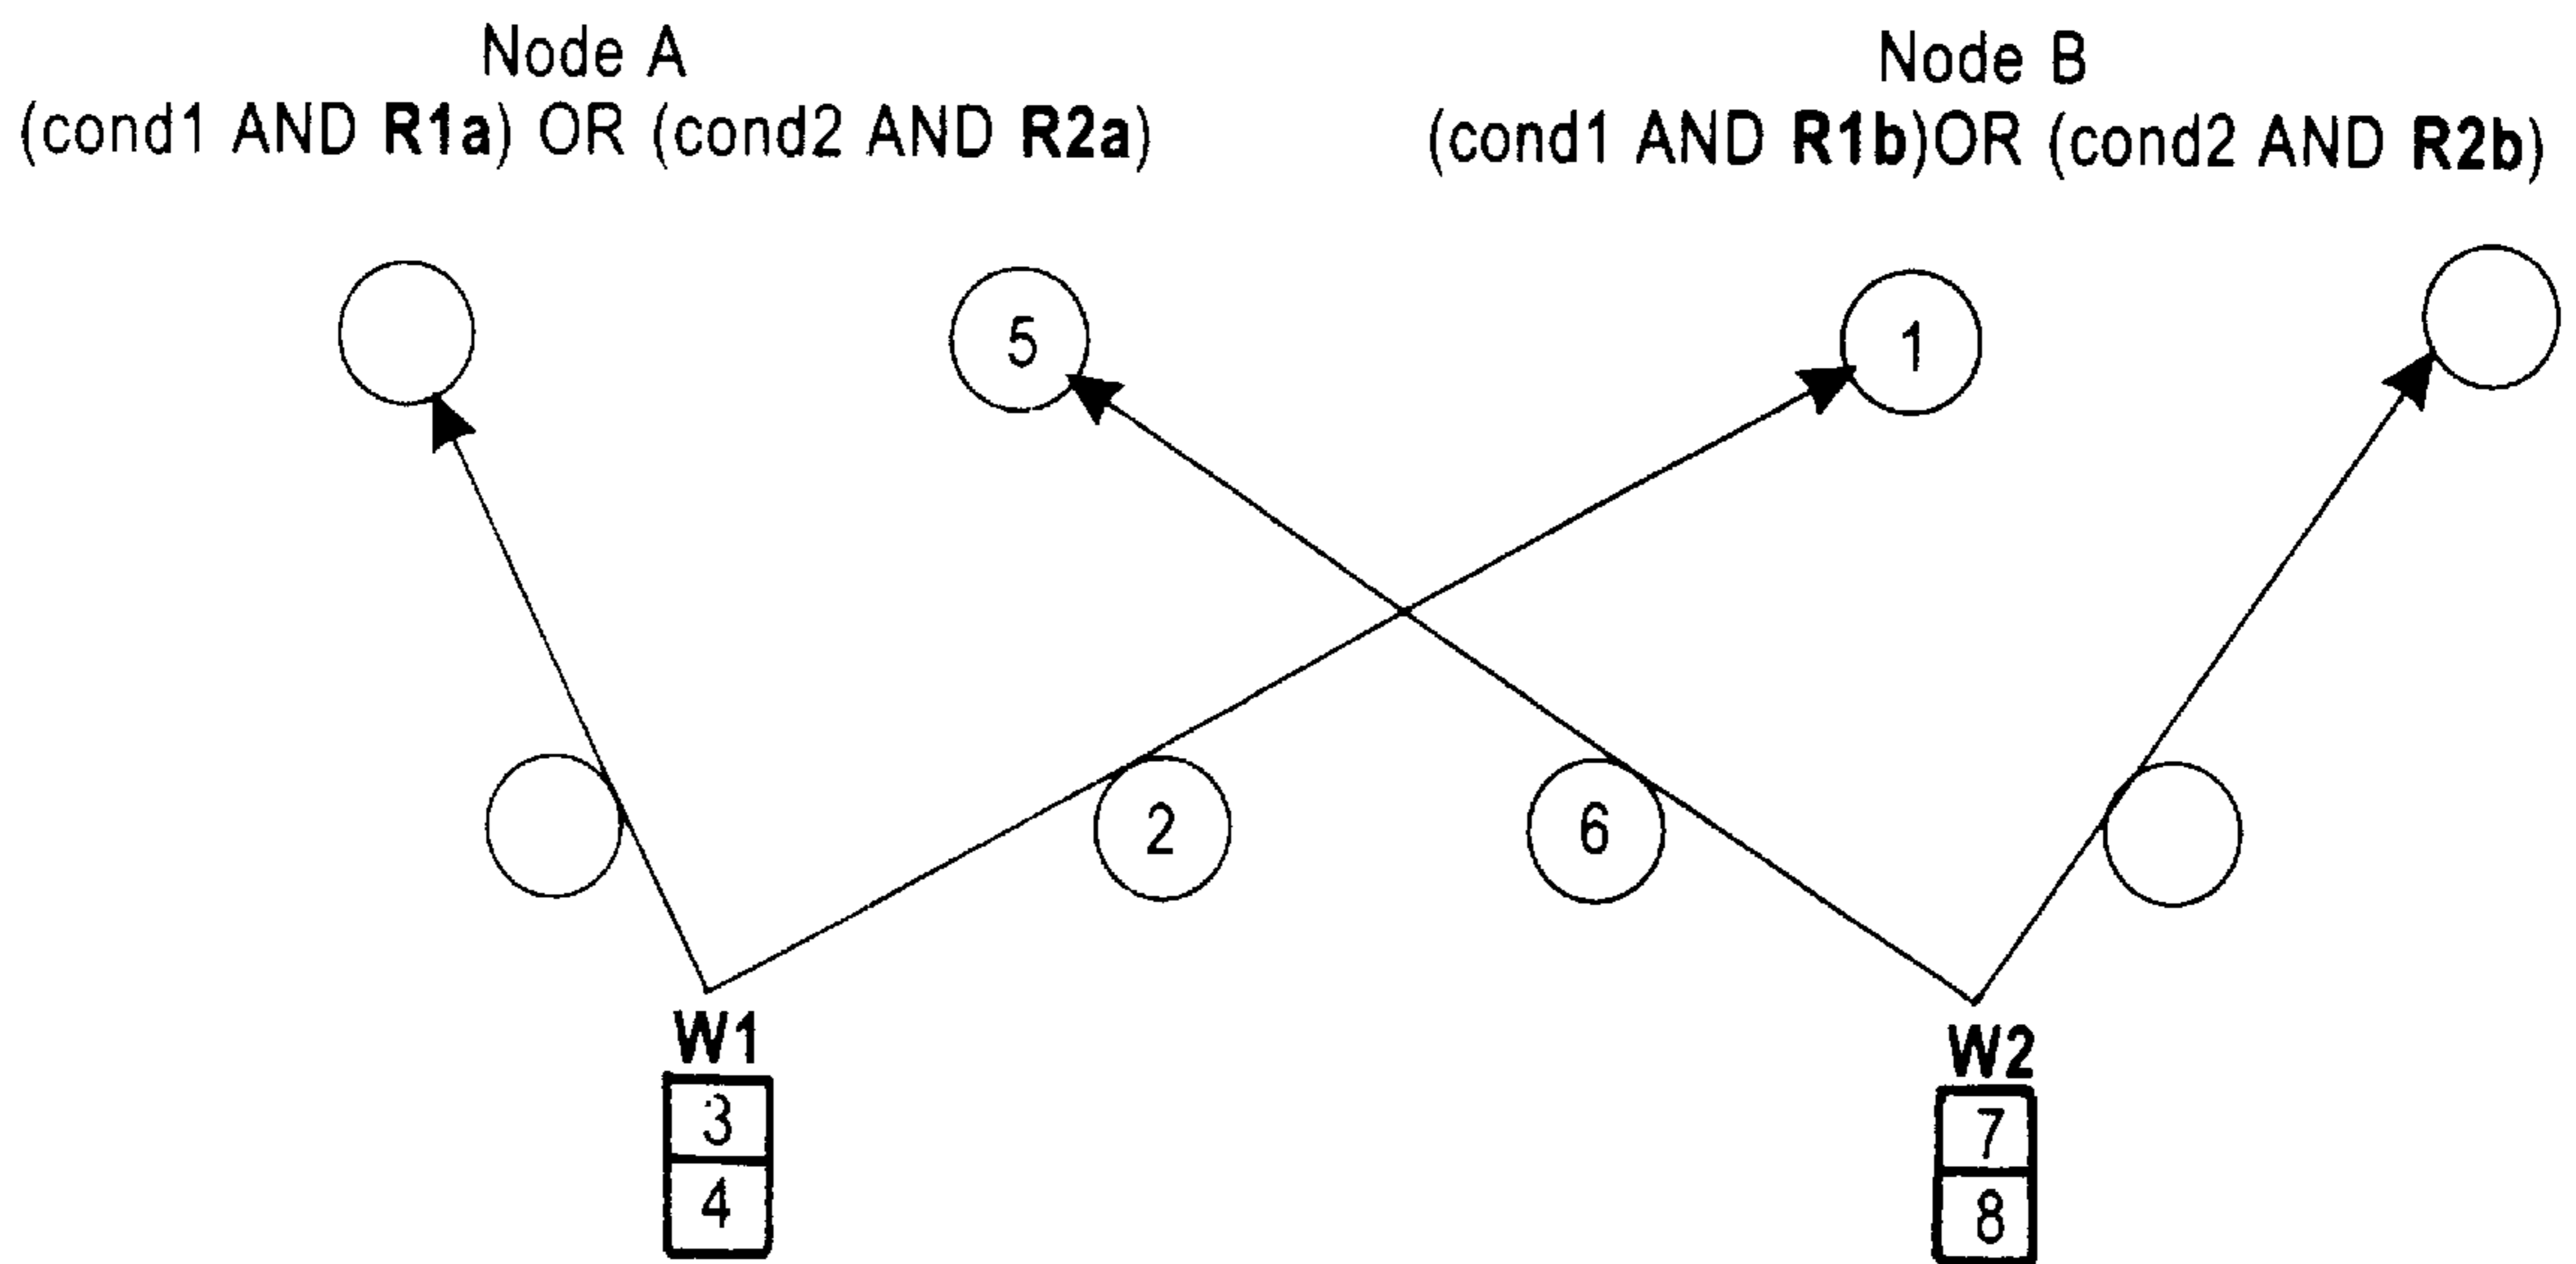 Node A
(cond1 AND R1a) OR (cond2 AND R2a)
Node B
(cond1 AND R1b)OR (cond2 AND R2b)
5
1
2
6
W1
3
4
W2
7
8